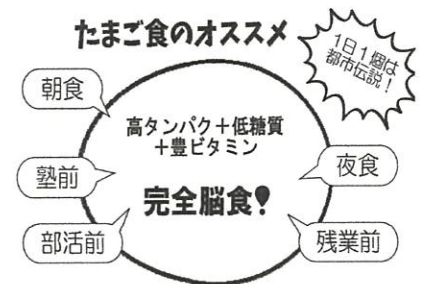 たまご食のオススメ
1日1個は
都市伝説!
朝食
高タンパク+低糖質
+豊ビタミン
塾前
夜食
完全脳食!
部活前
残業前